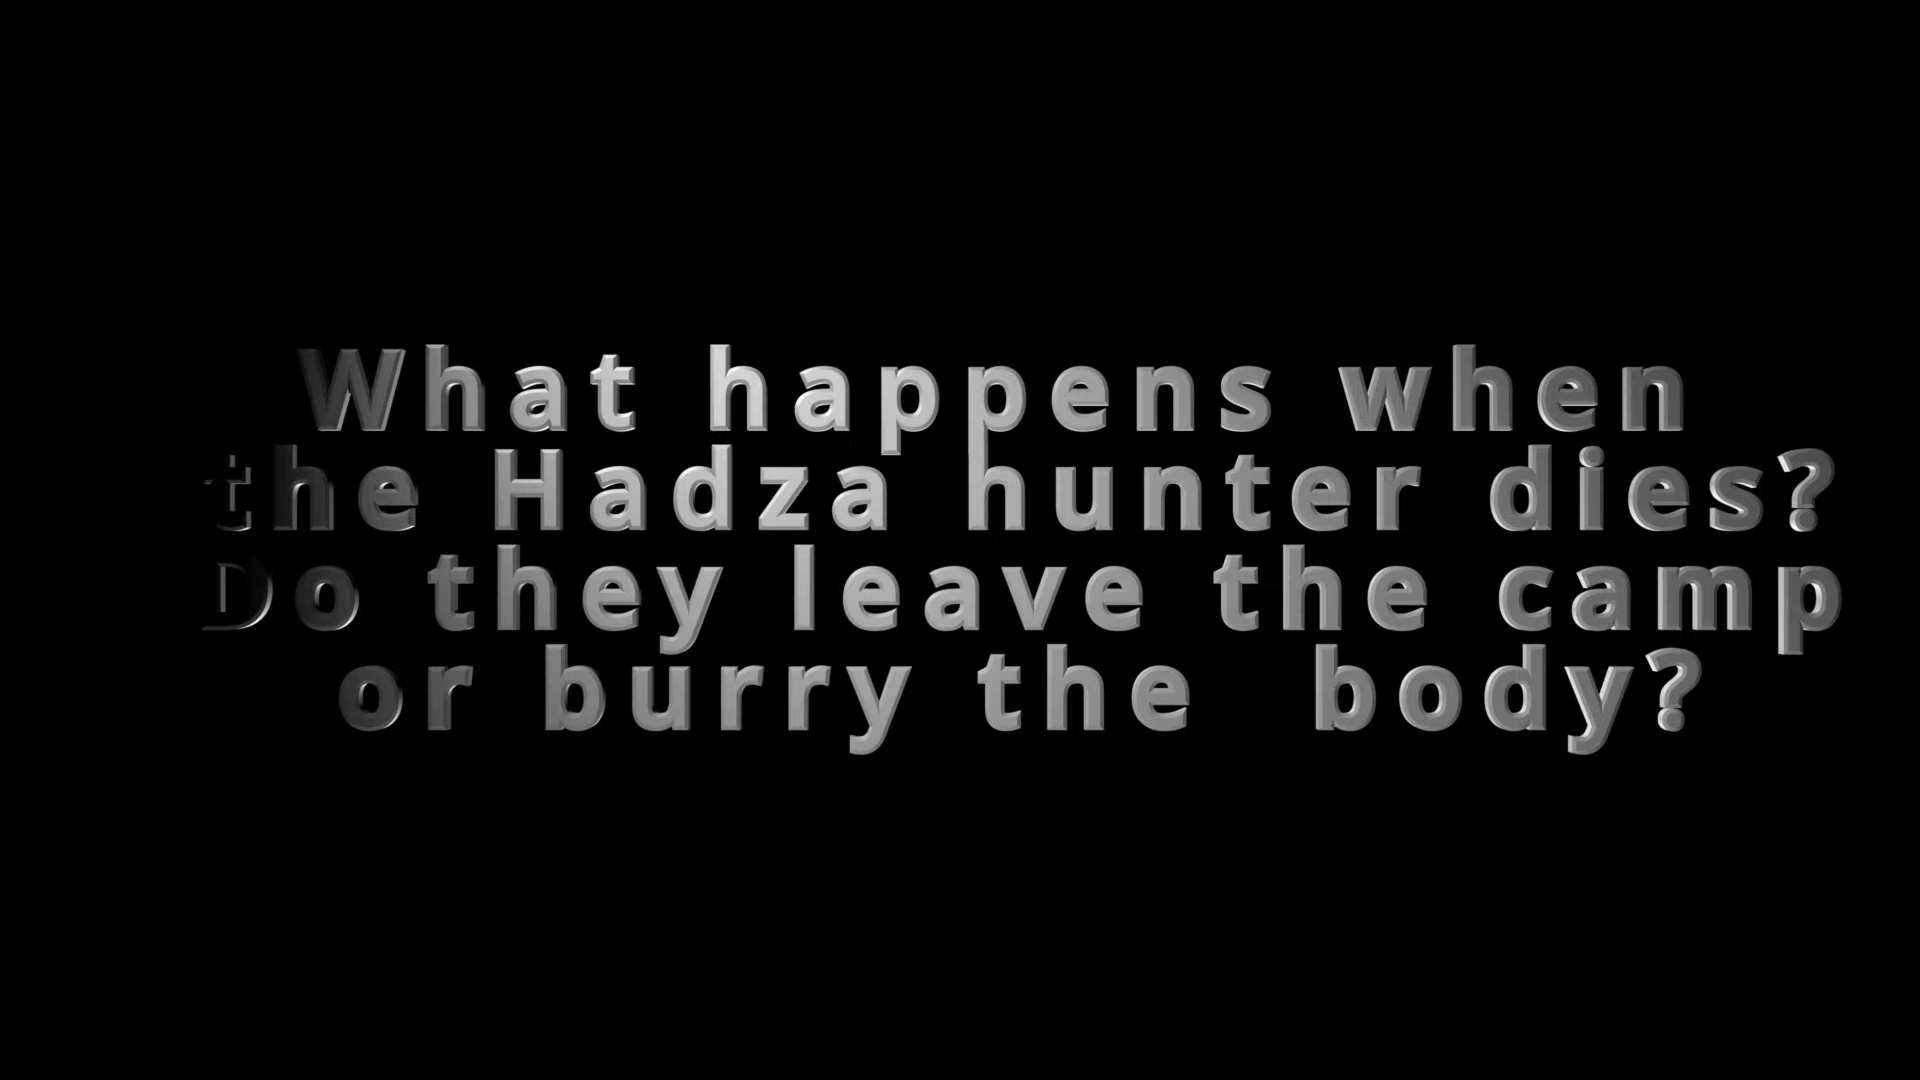 What happens when
the Hadza hunter dies?
Do they leave the camp
or burry the body?